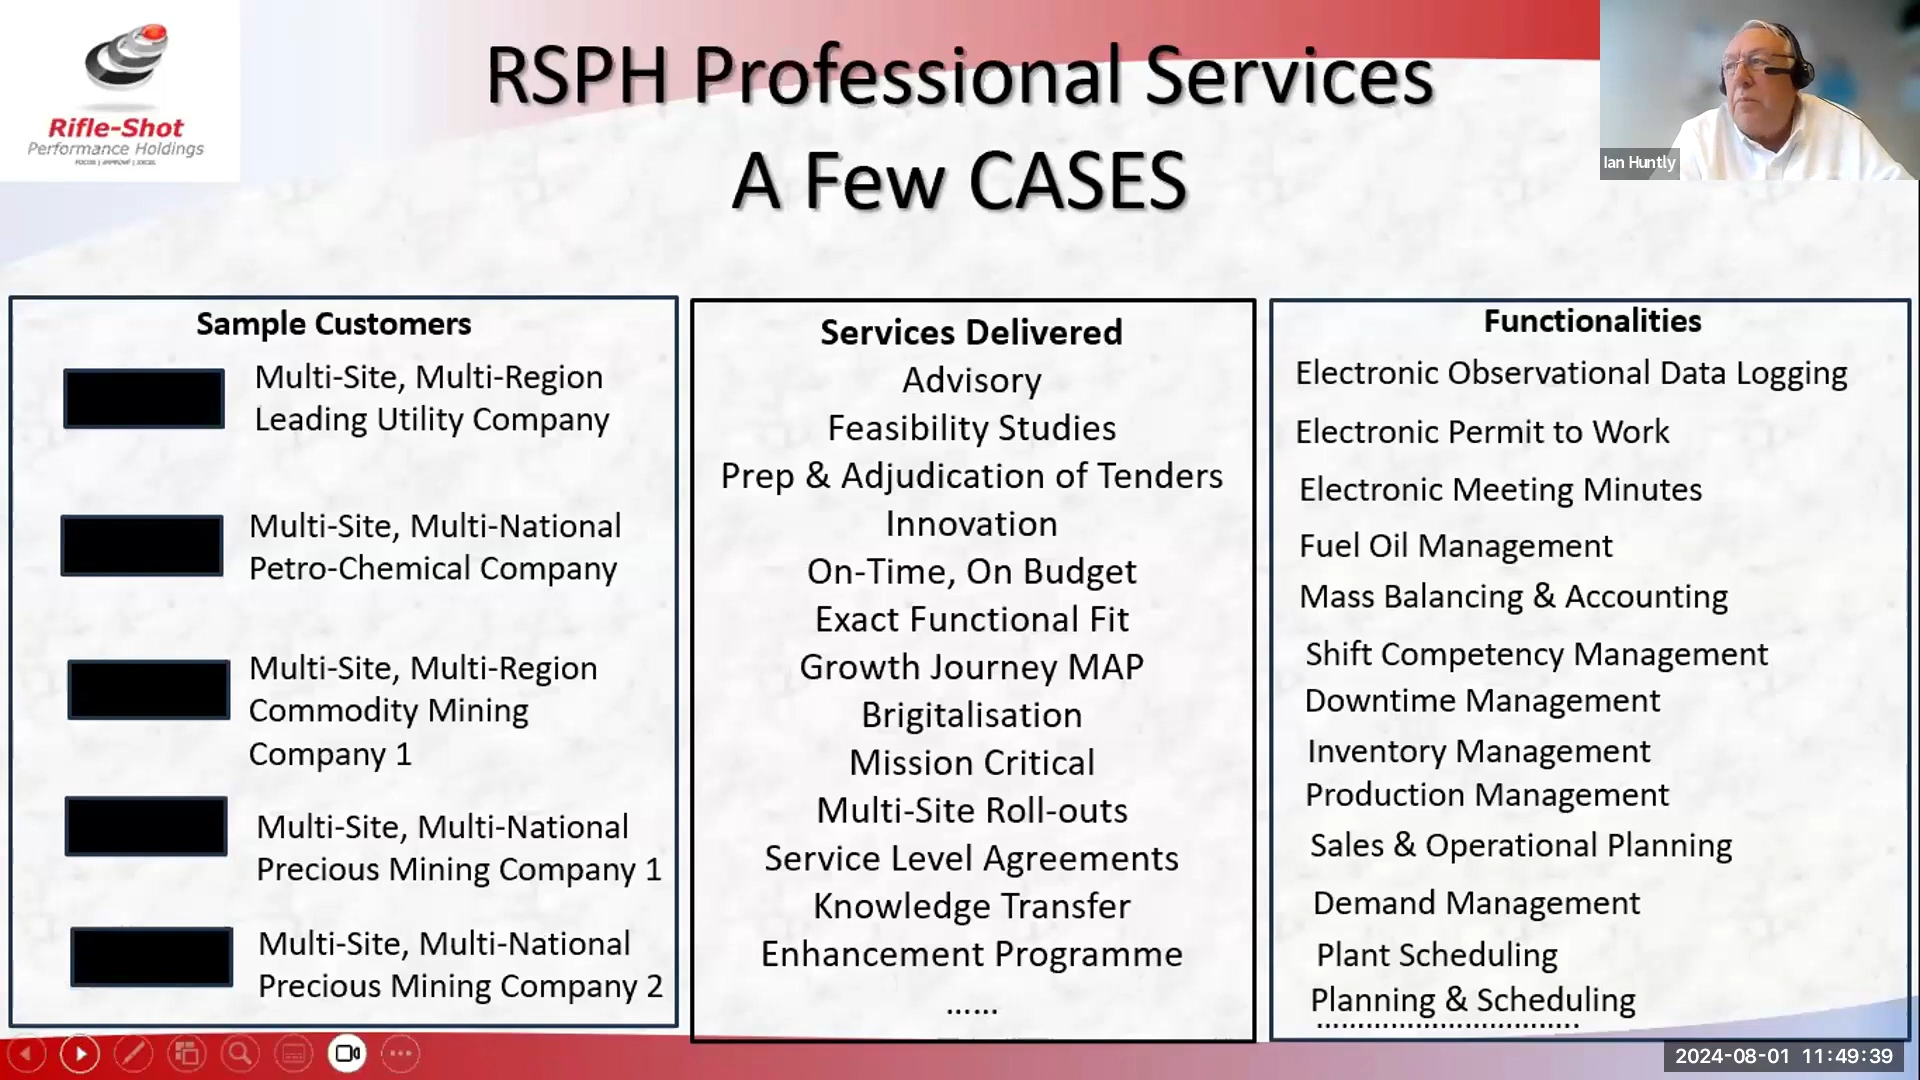 RSPH Professional Services
A Few CASES
Rifle-Shot
Performance Holdings
FOCUS | IMPROVE | EXCEL
Ian Huntly
Sample Customers
Multi-Site, Multi-Region
Leading Utility Company
Multi-Site, Multi-National
Petro-Chemical Company
Multi-Site, Multi-Region
Commodity Mining
Company 1
Multi-Site, Multi-National
Precious Mining Company 1
Multi-Site, Multi-National
Precious Mining Company 2
Services Delivered
Advisory
Feasibility Studies
Prep & Adjudication of Tenders
Innovation
On-Time, On Budget
Exact Functional Fit
Growth Journey MAP
Brigitalisation
Mission Critical
Multi-Site Roll-outs
Service Level Agreements
Knowledge Transfer
Enhancement Programme
......
Functionalities
Electronic Observational Data Logging
Electronic Permit to Work
Electronic Meeting Minutes
Fuel Oil Management
Mass Balancing & Accounting
Shift Competency Management
Downtime Management
Inventory Management
Production Management
Sales & Operational Planning
Demand Management
Plant Scheduling
Planning & Scheduling
..............................
2024-08-01 11:49:39